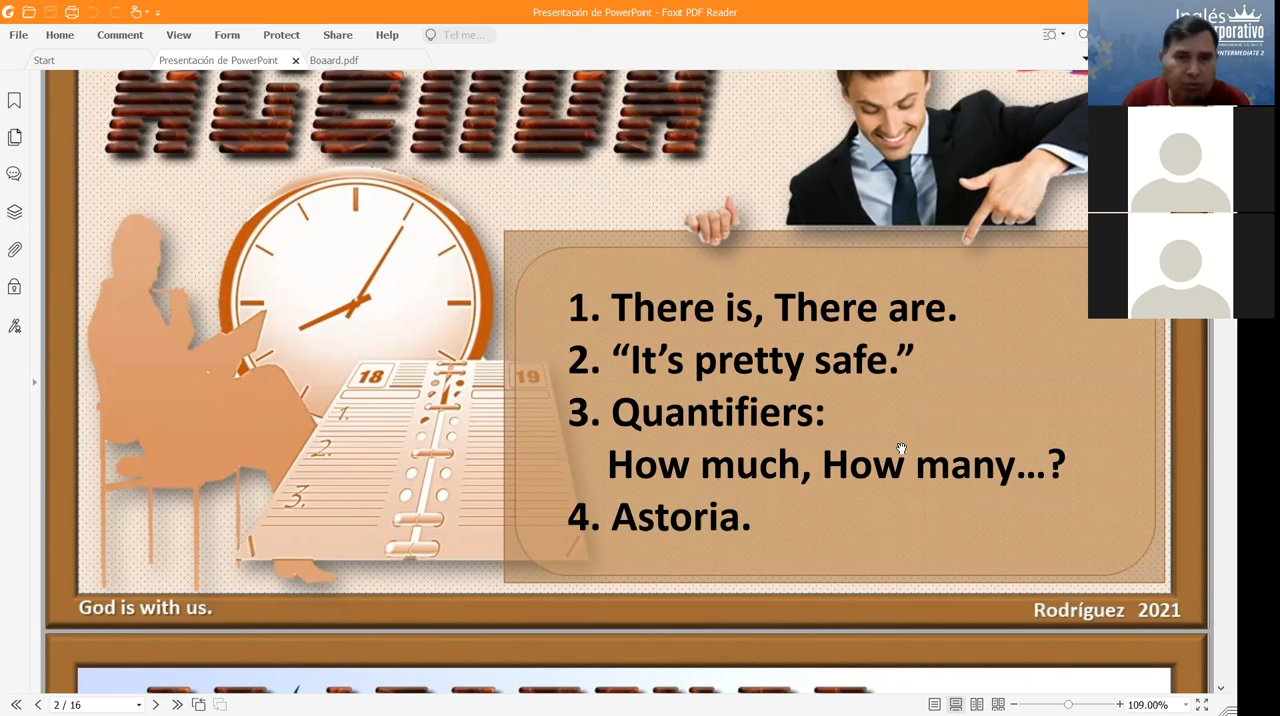 Presentación de PowerPoint - Foxit PDF Reader
File Home Comment View Form Protect Share Help Tell me...
Start Presentación de PowerPoint Boaard.pdf
Inglés
INTERMEDIATE 2
AGENDA
18 19
1.
2.
3.
1. There is, There are.
2. “It’s pretty safe.”
3. Quantifiers:
How much, How many...?
4. Astoria.
God is with us. Rodríguez 2021
2 / 16 109.00%